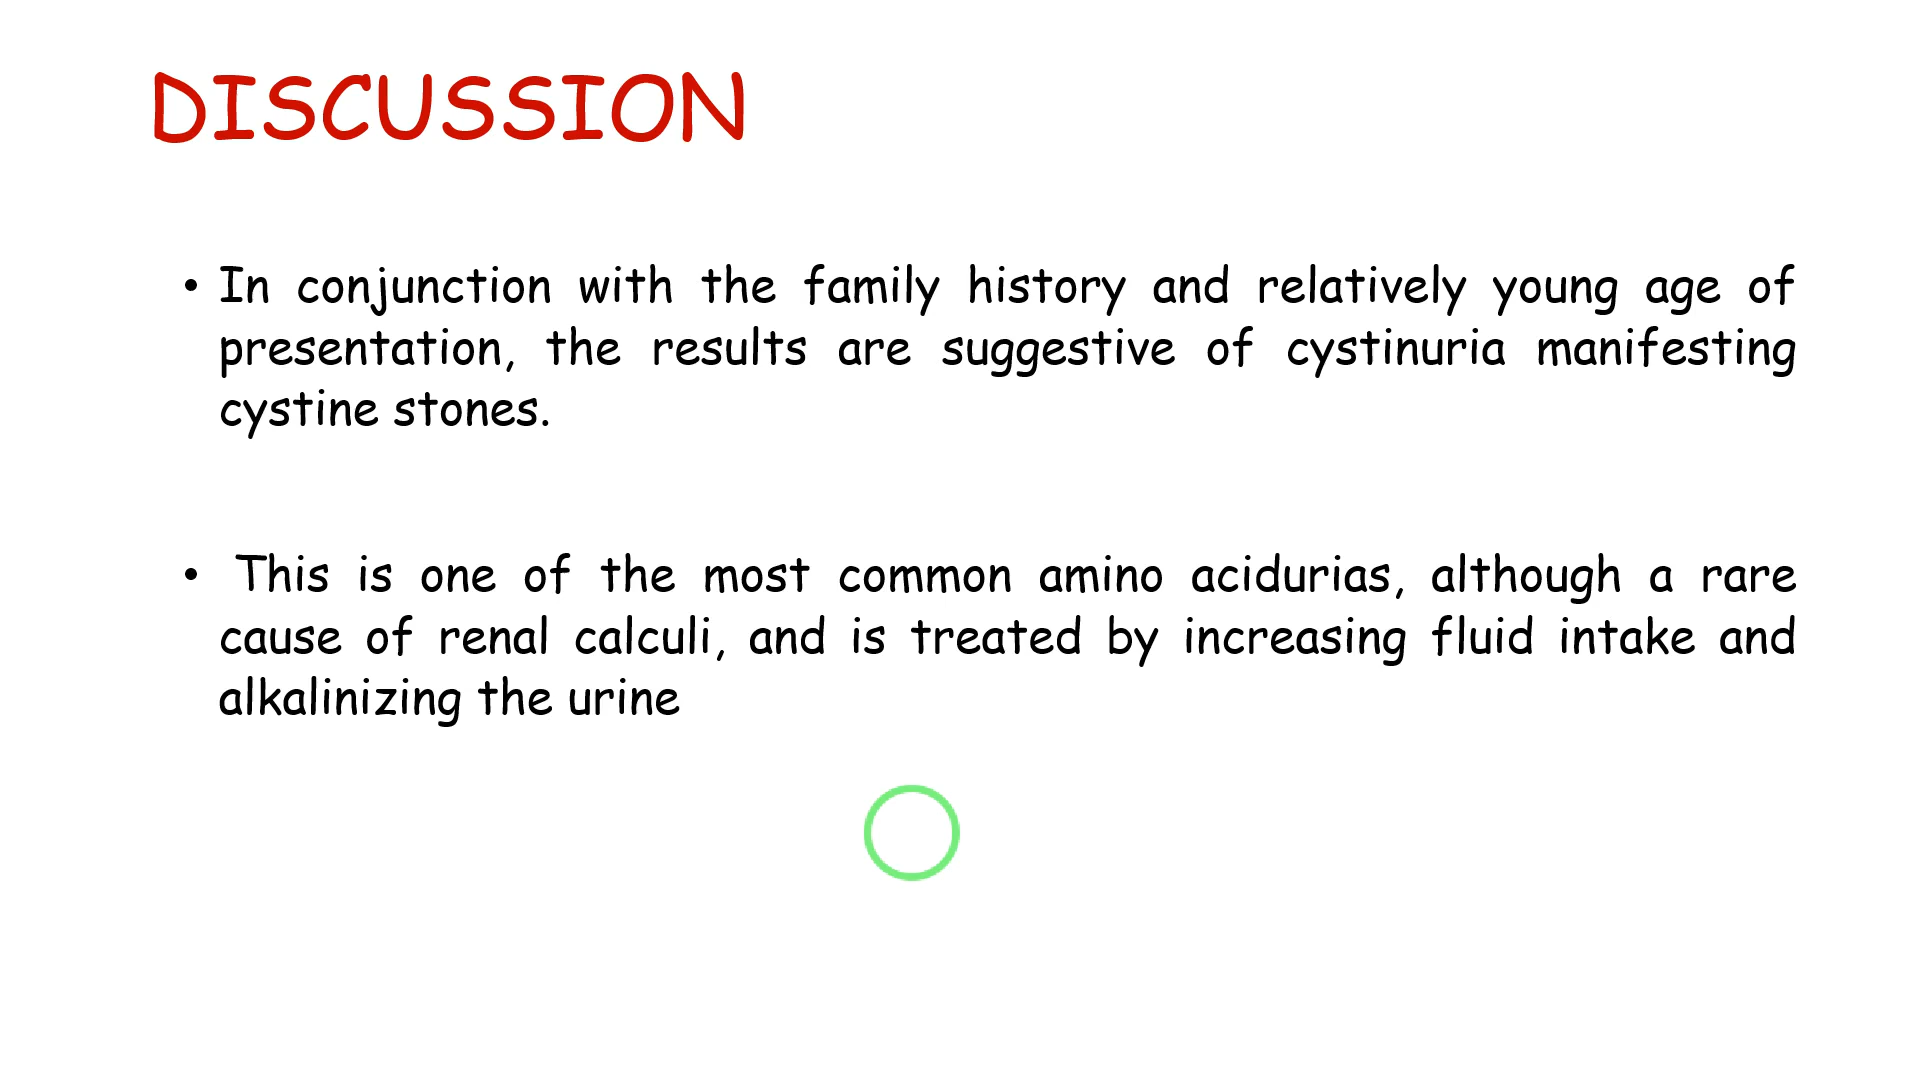 DISCUSSION
• In conjunction with the family history and relatively young age of
presentation, the results are suggestive of cystinuria manifesting
cystine stones.
• This is one of the most common amino acidurias, although a rare
cause of renal calculi, and is treated by increasing fluid intake and
alkalinizing the urine